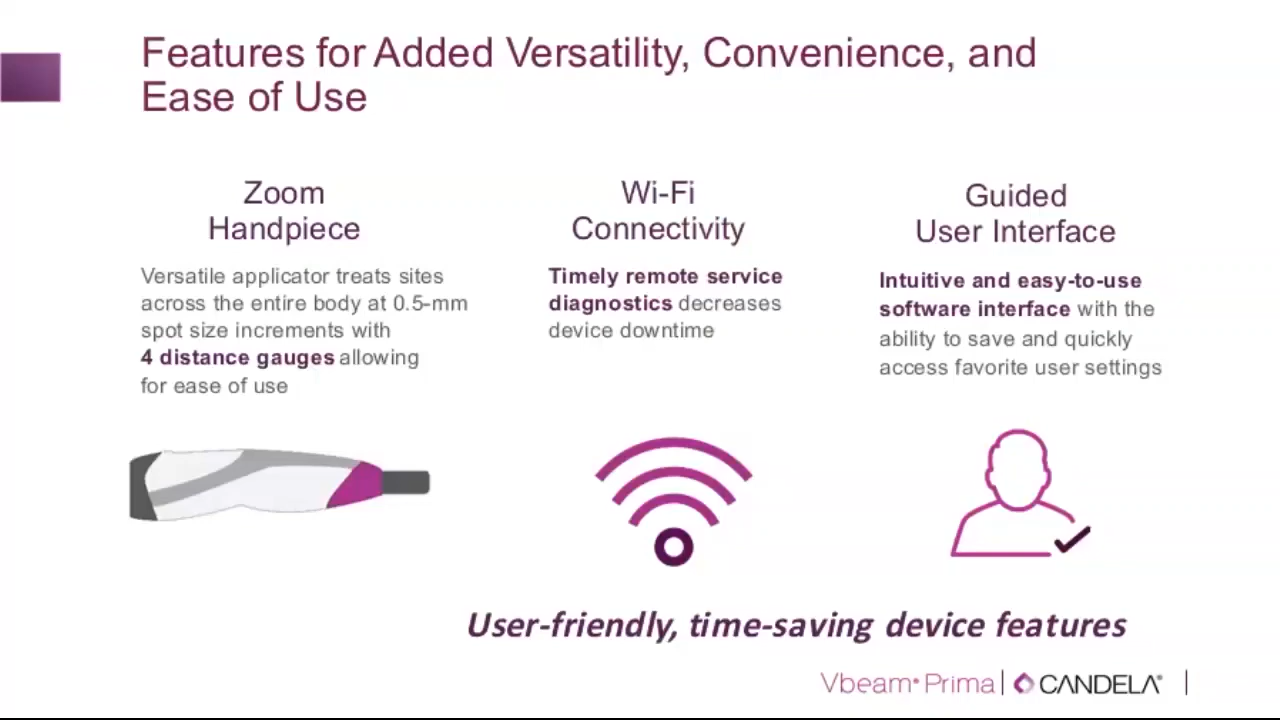 Features for Added Versatility, Convenience, and
Ease of Use
Zoom
Handpiece
Versatile applicator treats sites
across the entire body at 0.5-mm
spot size increments with
4 distance gauges allowing
for ease of use
Wi-Fi
Connectivity
Timely remote service
diagnostics decreases
device downtime
Guided
User Interface
Intuitive and easy-to-use
software interface with the
ability to save and quickly
access favorite user settings
User-friendly, time-saving device features
Vbeam® Prima | CANDELA® |